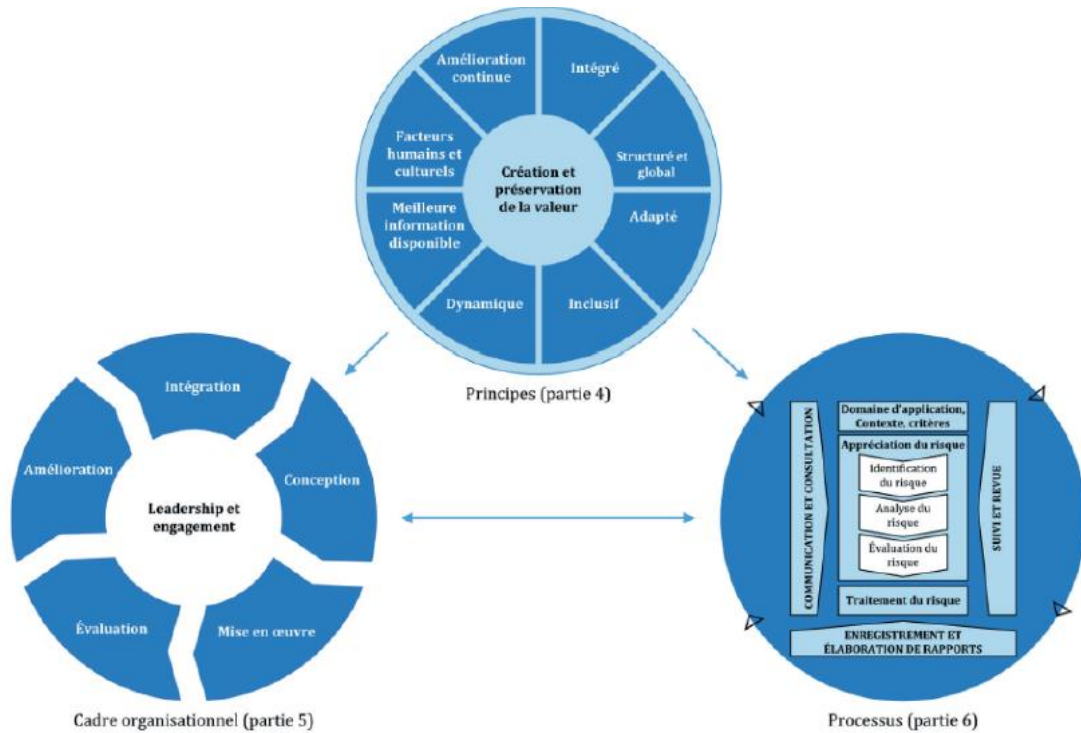 Amélioration
continue
Intégré
Facteurs
humains et
culturels
Structuré et
global
Création et
préservation
de la valeur
Meilleure
information
disponible
Adapté
Dynamique
Inclusif
Principes (partie 4)
Intégration
Amélioration
Conception
Leadership et
engagement
Évaluation
Mise en œuvre
Cadre organisationnel (partie 5)
COMMUNICATION ET CONSULTATION
Domaine d'application,
Contexte, critères
Appréciation du risque
Identification
du risque
Analyse du
risque
Évaluation du
risque
Traitement du risque
SUIVI ET REVUE
ENREGISTREMENT ET
ÉLABORATION DE RAPPORTS
Processus (partie 6)